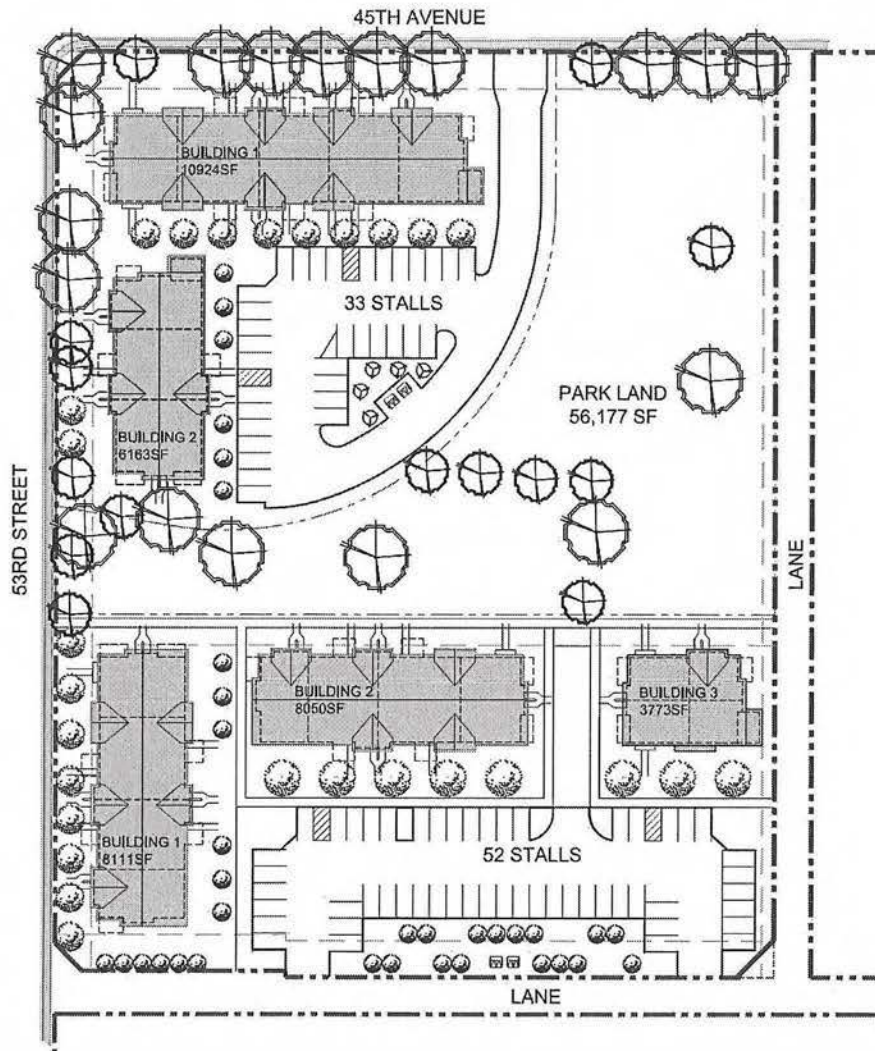 45TH AVENUE
BUILDING 1
10924SF
33 STALLS
PARK LAND
56,177 SF
BUILDING 2
6163SF
53RD STREET
LANE
BUILDING 2
8050SF
BUILDING 3
3773SF
BUILDING 1
8111SF
52 STALLS
LANE